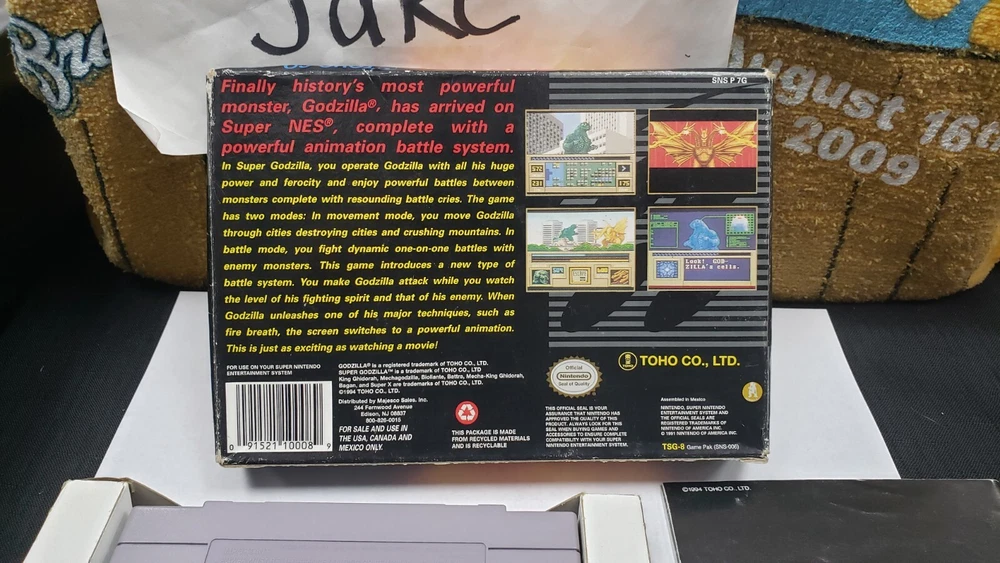 Jake
Bre
August 16th
2009
SNS P 7G
Finally history's most powerful
monster, Godzilla®, has arrived on
Super NES®, complete with a
powerful animation battle system.
In Super Godzilla, you operate Godzilla with all his huge
power and ferocity and enjoy powerful battles between
monsters complete with resounding battle cries. The game
has two modes: In movement mode, you move Godzilla
through cities destroying cities and crushing mountains. In
battle mode, you fight dynamic one-on-one battles with
enemy monsters. This game introduces a new type of
battle system. You make Godzilla attack while you watch
the level of his fighting spirit and that of his enemy. When
Godzilla unleashes one of his major techniques, such as
fire breath, the screen switches to a powerful animation.
This is just as exciting as watching a movie!
Look! GOD-
ZILLA's cells.
FOR USE ON YOUR SUPER NINTENDO
ENTERTAINMENT SYSTEM
0 91521 10008 9
GODZILLA® is a registered trademark of TOHO CO., LTD.
SUPER GODZILLA™ is a trademark of TOHO CO., LTD
King Ghidorah, Mechagodzilla, Biollante, Battra, Mecha-King Ghidorah,
Bagan, and Super X are trademarks of TOHO CO., LTD.
©1994 TOHO CO., LTD.
Distributed by Majesco Sales. Inc.
244 Fernwood Avenue
Edison, NJ 08837
800-826-0015
FOR SALE AND USE IN
THE USA, CANADA AND
MEXICO ONLY.
THIS PACKAGE IS MADE
FROM RECYCLED MATERIALS
AND IS RECYCLABLE
Official
Nintendo
Seal of Quality
THIS OFFICIAL SEAL IS YOUR
ASSURANCE THAT NINTENDO HAS
APPROVED THE QUALITY OF THIS
PRODUCT. ALWAYS LOOK FOR THIS
SEAL WHEN BUYING GAMES AND
ACCESSORIES TO ENSURE COMPLETE
COMPATIBILITY WITH YOUR SUPER
NINTENDO ENTERTAINMENT SYSTEM.
TOHO CO., LTD.
Assembled in Mexico
NINTENDO, SUPER NINTENDO
ENTERTAINMENT SYSTEM AND
THE OFFICIAL SEALS ARE
REGISTERED TRADEMARKS OF
NINTENDO OF AMERICA INC.
© 1991 NINTENDO OF AMERICA INC.
TSG-8 Game Pak (SNS-006)
©1994 TOHO CO., LTD.